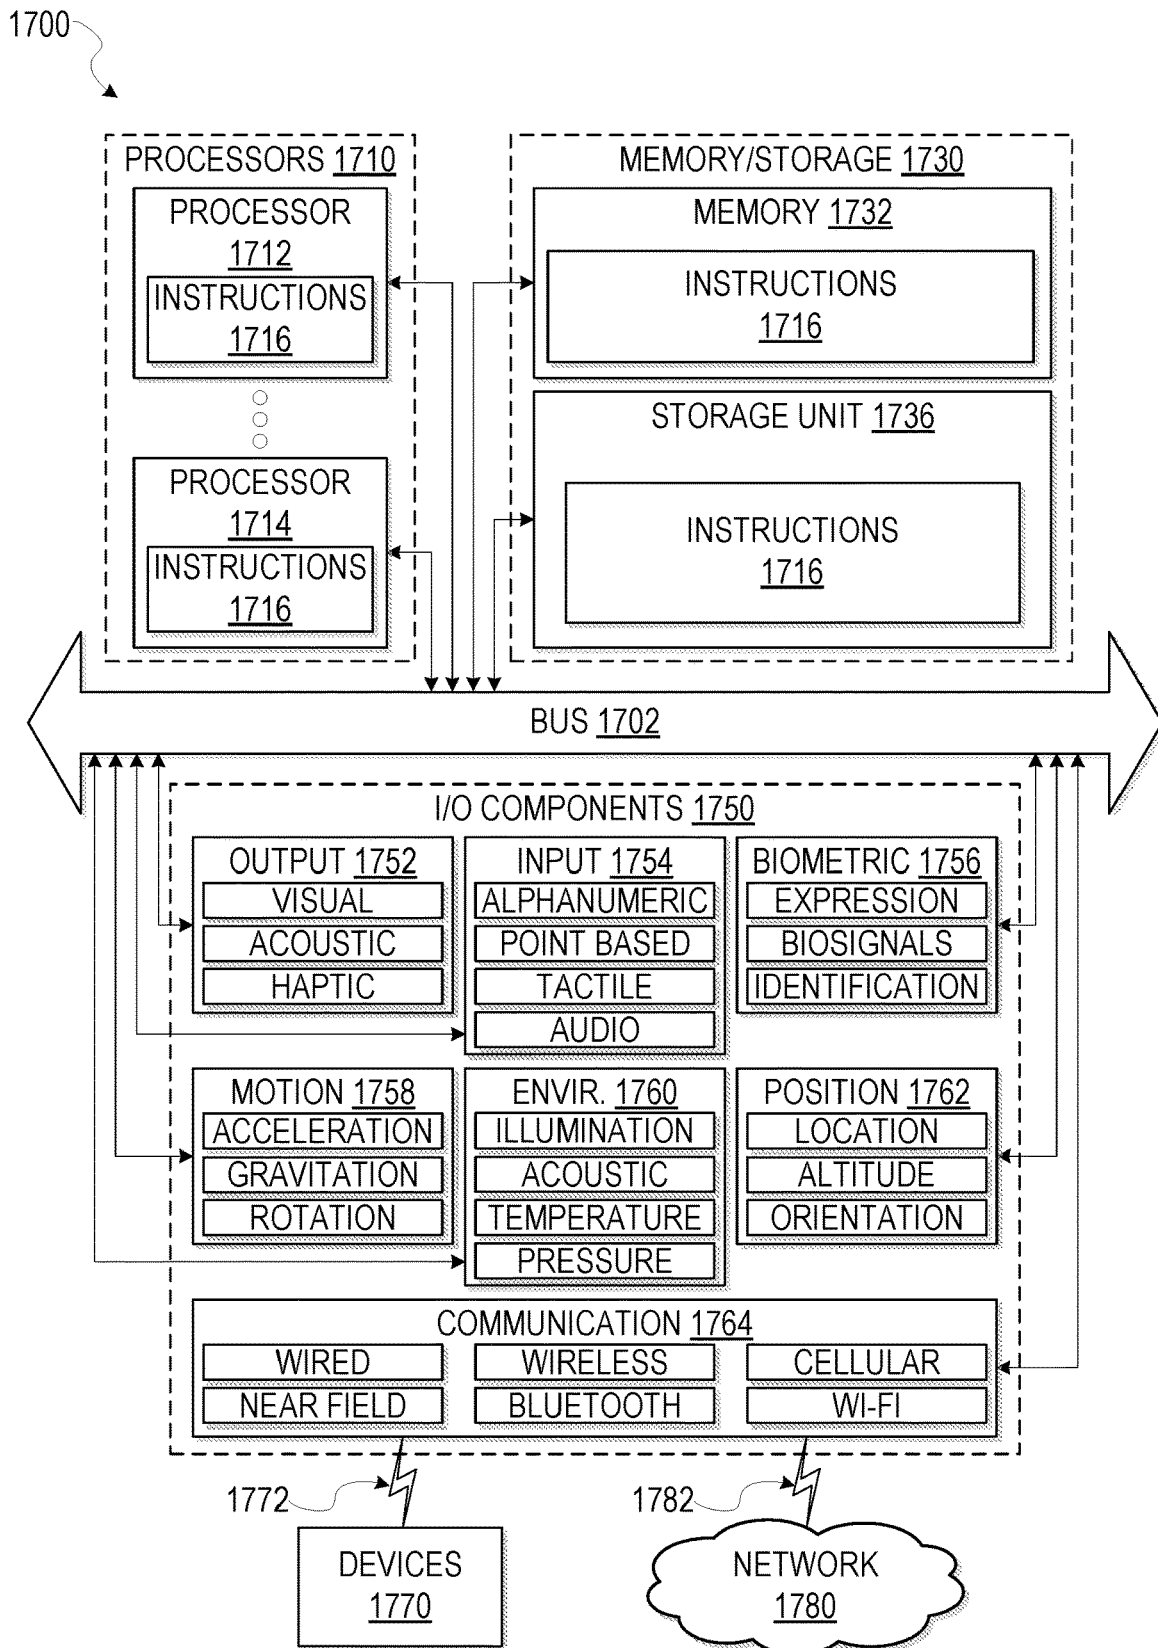 1700
PROCESSORS 1710
PROCESSOR
1712
INSTRUCTIONS
1716
PROCESSOR
1714
INSTRUCTIONS
1716
MEMORY/STORAGE 1730
MEMORY 1732
INSTRUCTIONS
1716
STORAGE UNIT 1736
INSTRUCTIONS
1716
BUS 1702
I/O COMPONENTS 1750
OUTPUT 1752
VISUAL
ACOUSTIC
HAPTIC
INPUT 1754
ALPHANUMERIC
POINT BASED
TACTILE
AUDIO
BIOMETRIC 1756
EXPRESSION
BIOSIGNALS
IDENTIFICATION
MOTION 1758
ACCELERATION
GRAVITATION
ROTATION
ENVIR. 1760
ILLUMINATION
ACOUSTIC
TEMPERATURE
PRESSURE
POSITION 1762
LOCATION
ALTITUDE
ORIENTATION
COMMUNICATION 1764
WIRED
WIRELESS
CELLULAR
NEAR FIELD
BLUETOOTH
WI-FI
1772
1782
DEVICES
1770
NETWORK
1780